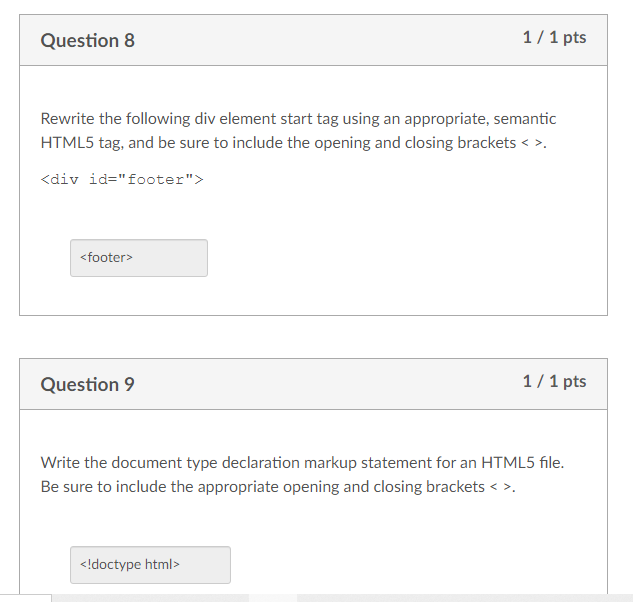 Question 8
1 / 1 pts
Rewrite the following div element start tag using an appropriate, semantic
HTML5 tag, and be sure to include the opening and closing brackets < >.
<div id="footer">
<footer>
Question 9
1 / 1 pts
Write the document type declaration markup statement for an HTML5 file.
Be sure to include the appropriate opening and closing brackets < >.
<!doctype html>